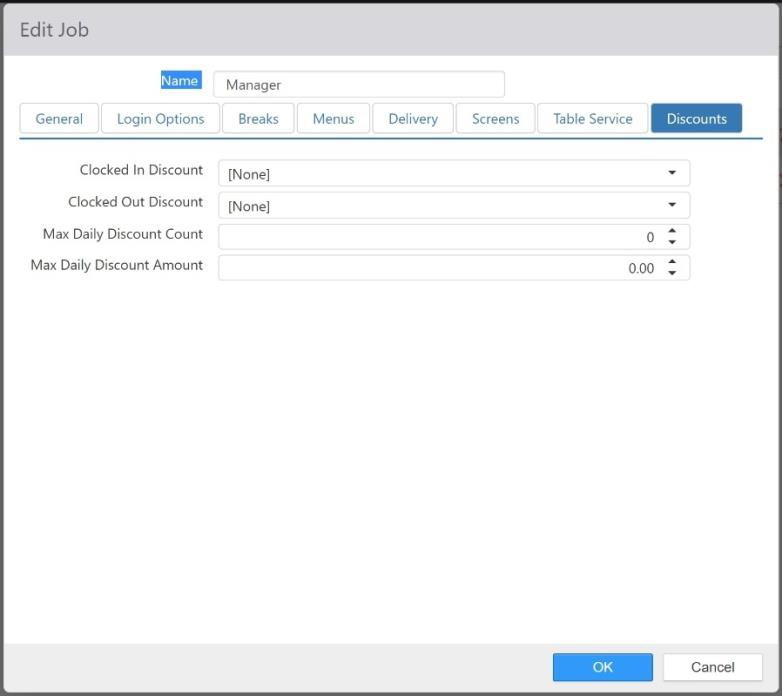 Edit Job
Name Manager
General Login Options Breaks Menus Delivery Screens Table Service Discounts
Clocked In Discount [None]
Clocked Out Discount [None]
Max Daily Discount Count 0
Max Daily Discount Amount 0.00
OK Cancel